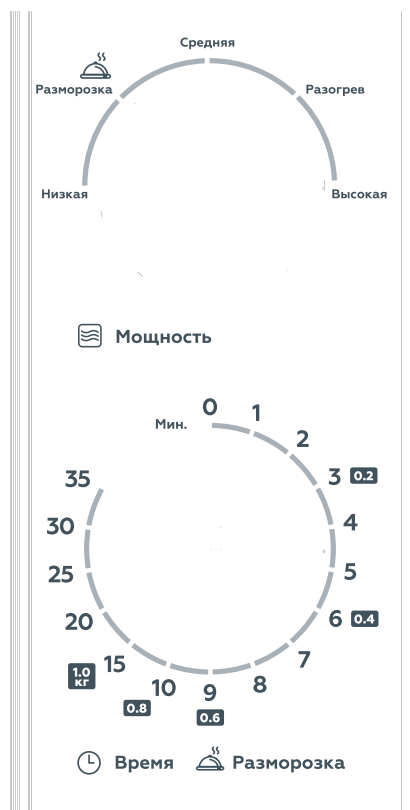 Средняя
Разморозка
Разогрев
Низкая
Высокая
Мощность
Мин.
0
1
2
3 0.2
4
5
6 0.4
7
8
9
0.6
10
0.8
15
1.0
кг
20
25
30
35
Время
Разморозка